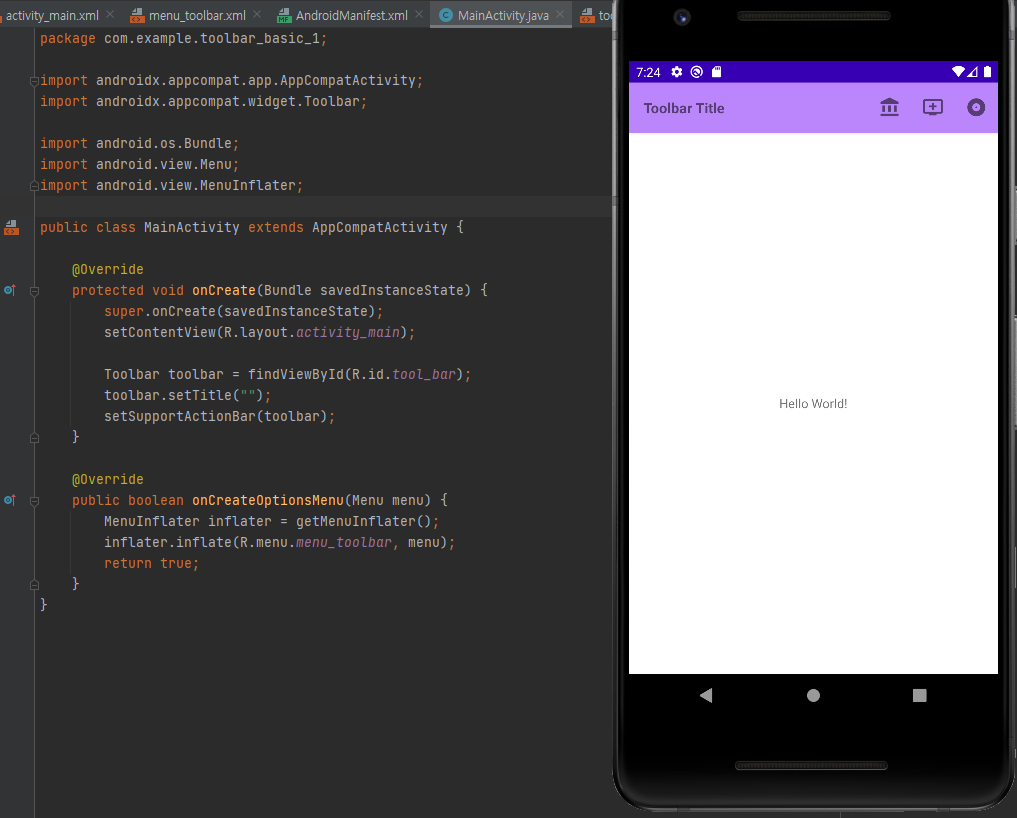 activity_main.xml menu_toolbar.xml AndroidManifest.xml MainActivity.java
package com.example.toolbar_basic_1;
import androidx.appcompat.app.AppCompatActivity;
import androidx.appcompat.widget.Toolbar;
import android.os.Bundle;
import android.view.Menu;
import android.view.MenuInflater;
public class MainActivity extends AppCompatActivity {
@Override
protected void onCreate(Bundle savedInstanceState) {
super.onCreate(savedInstanceState);
setContentView(R.layout.activity_main);
Toolbar toolbar = findViewById(R.id.tool_bar);
toolbar.setTitle("");
setSupportActionBar(toolbar);
}
@Override
public boolean onCreateOptionsMenu(Menu menu) {
MenuInflater inflater = getMenuInflater();
inflater.inflate(R.menu.menu_toolbar, menu);
return true;
}
}
7:24
Toolbar Title
Hello World!